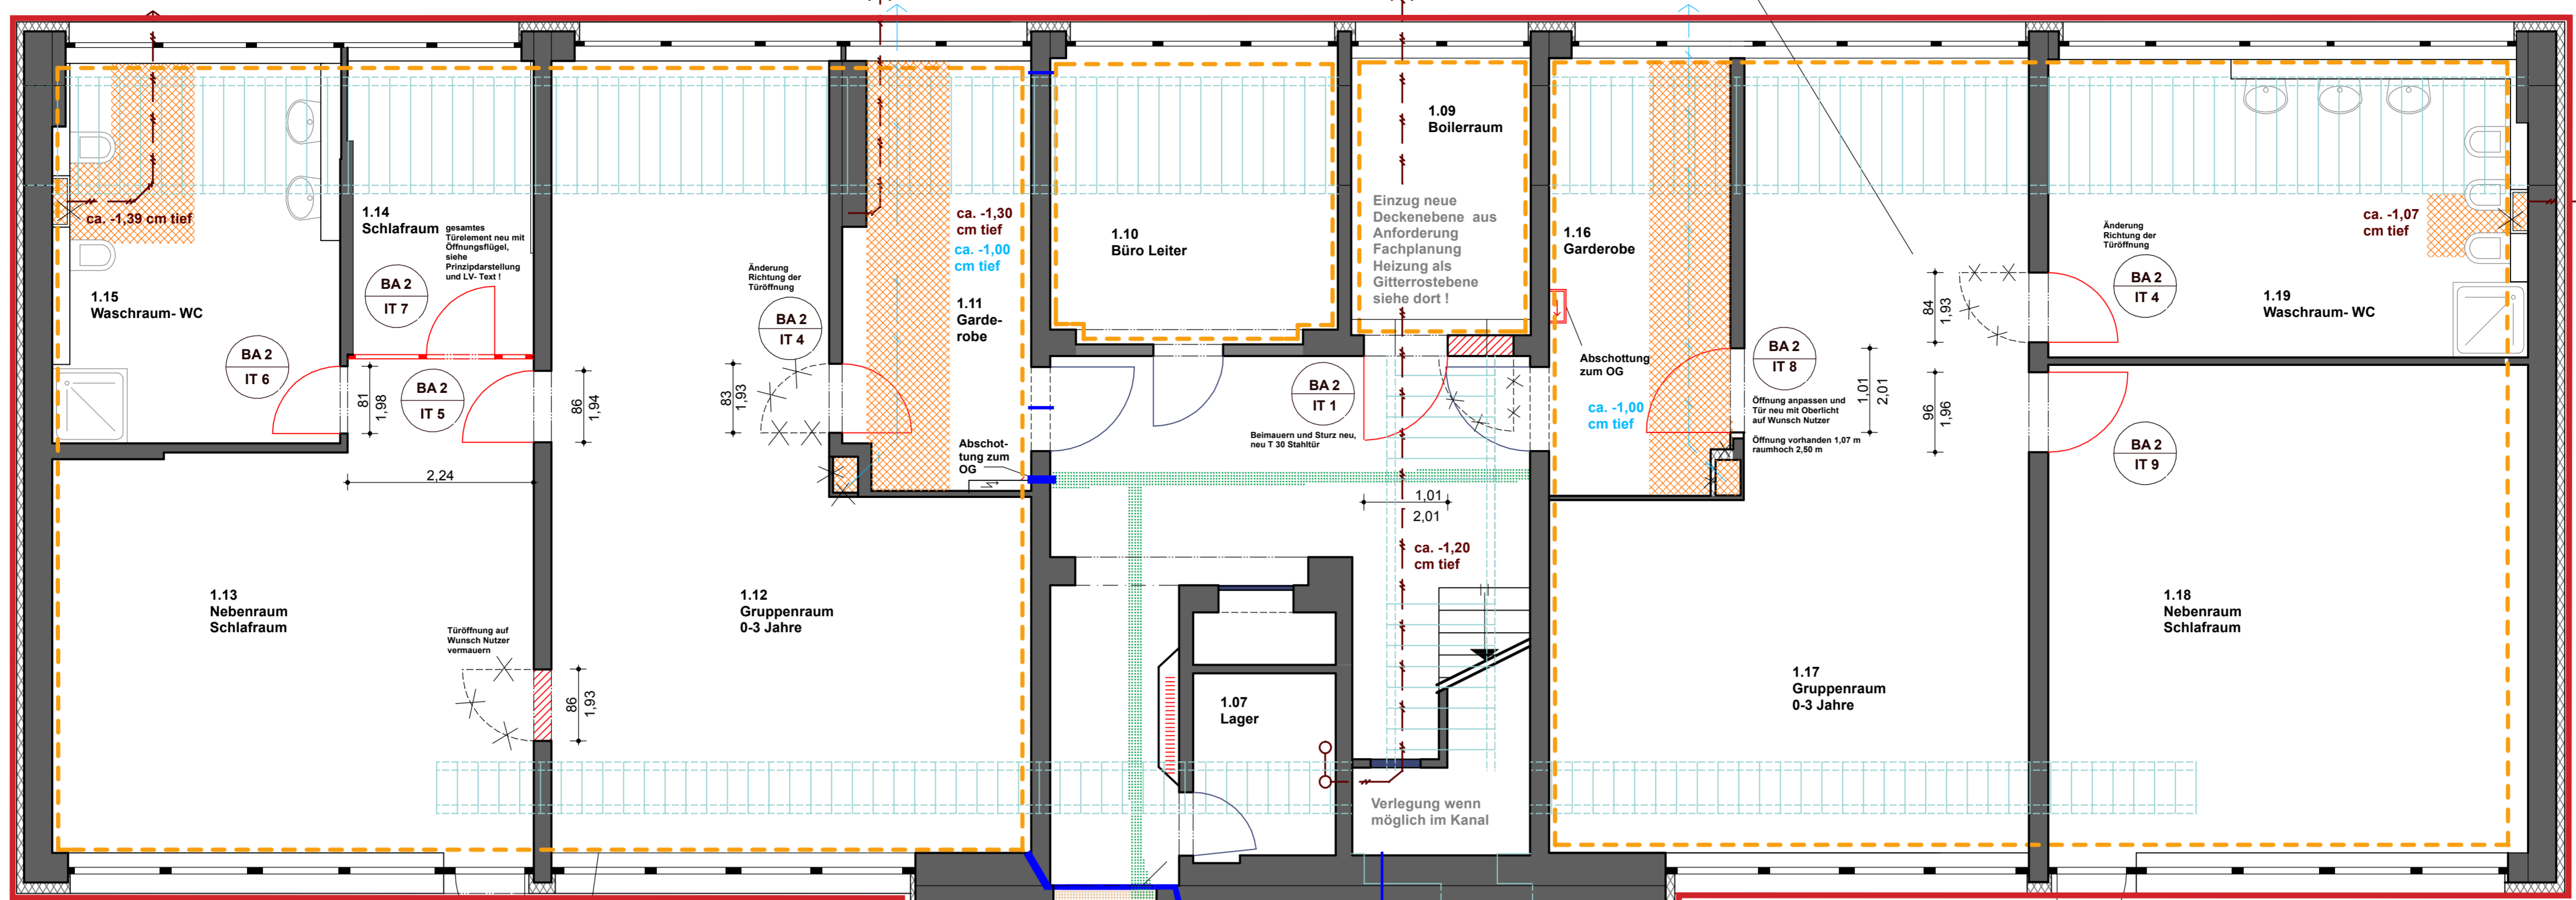 ca. -1,39 cm tief
1.15
Waschraum- WC
1.14
Schlafraum
gesamtes
Türelement neu mit
Öffnungsflügel,
siehe
Prinzipdarstellung
und LV- Text !
BA 2
IT 7
BA 2
IT 6
BA 2
IT 5
81
1,98
86
1,94
2,24
1.13
Nebenraum
Schlafraum
Türöffnung auf
Wunsch Nutzer
vermauern
86
1,93
Änderung
Richtung der
Türöffnung
BA 2
IT 4
83
1,93
1.12
Gruppenraum
0-3 Jahre
ca. -1,30
cm tief
ca. -1,00
cm tief
1.11
Garde-
robe
Abschot-
tung zum
OG
1.10
Büro Leiter
1.09
Boilerraum
Einzug neue
Deckenebene aus
Anforderung
Fachplanung
Heizung als
Gitterrostebene
siehe dort !
BA 2
IT 1
Beimauern und Sturz neu,
neu T 30 Stahltür
1,01
2,01
ca. -1,20
cm tief
1.07
Lager
Verlegung wenn
möglich im Kanal
1.16
Garderobe
Abschottung
zum OG
ca. -1,00
cm tief
BA 2
IT 8
1,01
2,01
Öffnung anpassen und
Tür neu mit Oberlicht
auf Wunsch Nutzer
Öffnung vorhanden 1,07 m
raumhoch 2,50 m
1.17
Gruppenraum
0-3 Jahre
84
1,93
96
1,96
Änderung
Richtung der
Türöffnung
BA 2
IT 4
ca. -1,07
cm tief
1.19
Waschraum- WC
BA 2
IT 9
1.18
Nebenraum
Schlafraum